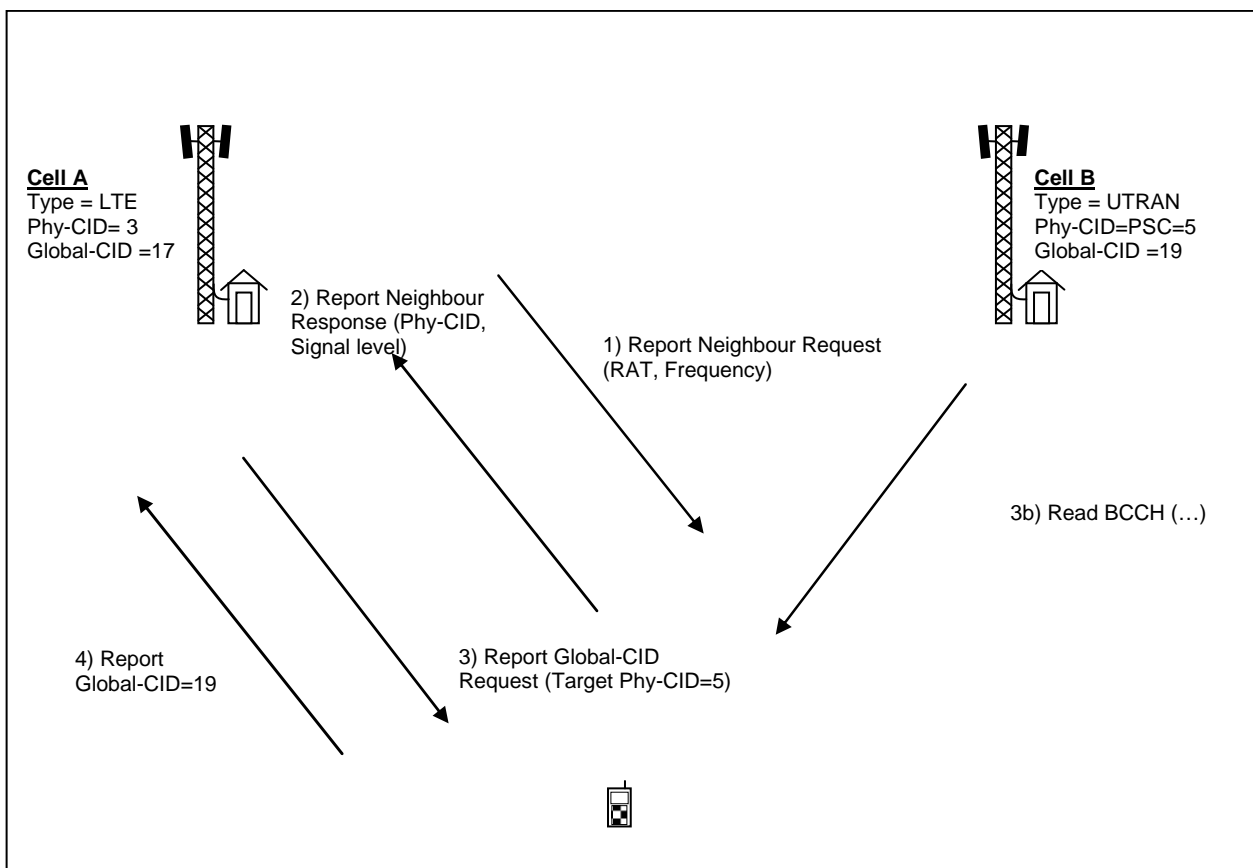 Cell A
Type = LTE
Phy-CID= 3
Global-CID =17
Cell B
Type = UTRAN
Phy-CID=PSC=5
Global-CID =19
2) Report Neighbour
Response (Phy-CID,
Signal level)
1) Report Neighbour Request
(RAT, Frequency)
3b) Read BCCH (…)
4) Report
Global-CID=19
3) Report Global-CID
Request (Target Phy-CID=5)